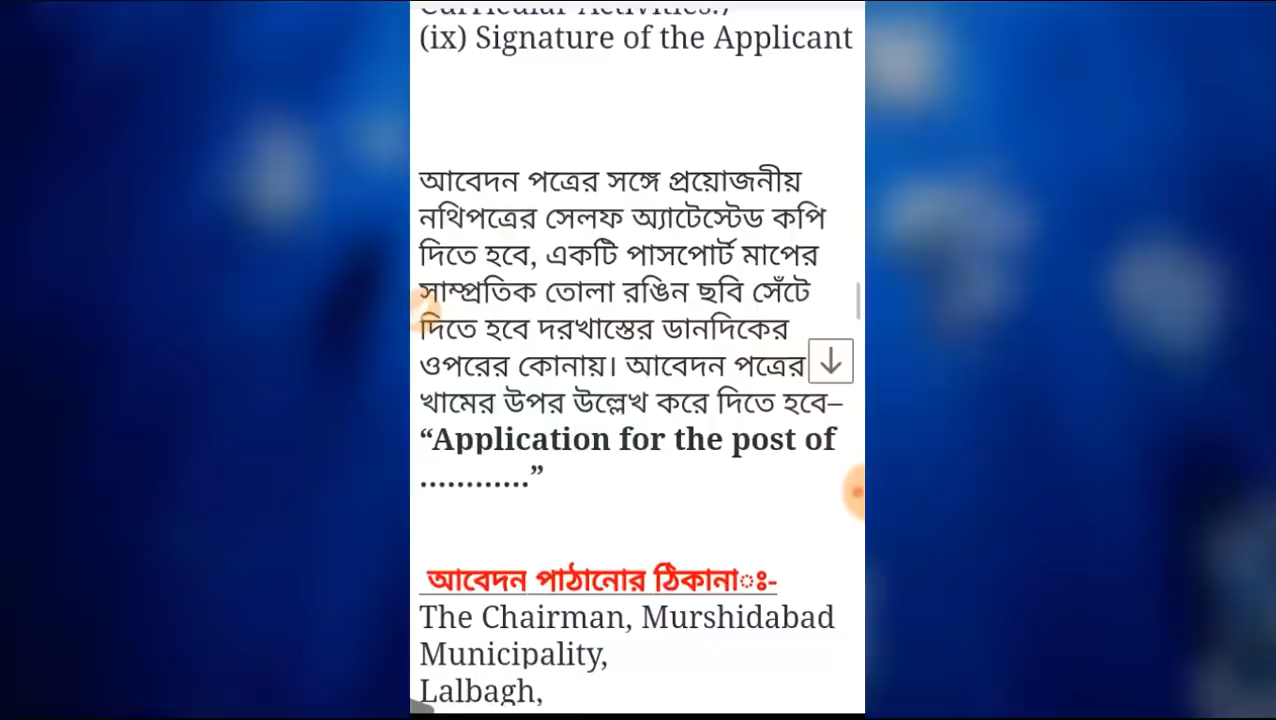 Curricular Activities.,
(ix) Signature of the Applicant
আবেদন পত্রের সঙ্গে প্রয়োজনীয়
নথিপত্রের সেলফ অ্যাটেস্টেড কপি
দিতে হবে, একটি পাসপোর্ট মাপের
সাম্প্রতিক তোলা রঙিন ছবি সেঁটে
দিতে হবে দরখাস্তের ডানদিকের
ওপরের কোনায়। আবেদন পত্রের
খামের উপর উল্লেখ করে দিতে হবে–
“Application for the post of
............”
আবেদন পাঠানোর ঠিকানাঃ-
The Chairman, Murshidabad
Municipality,
Lalbagh,